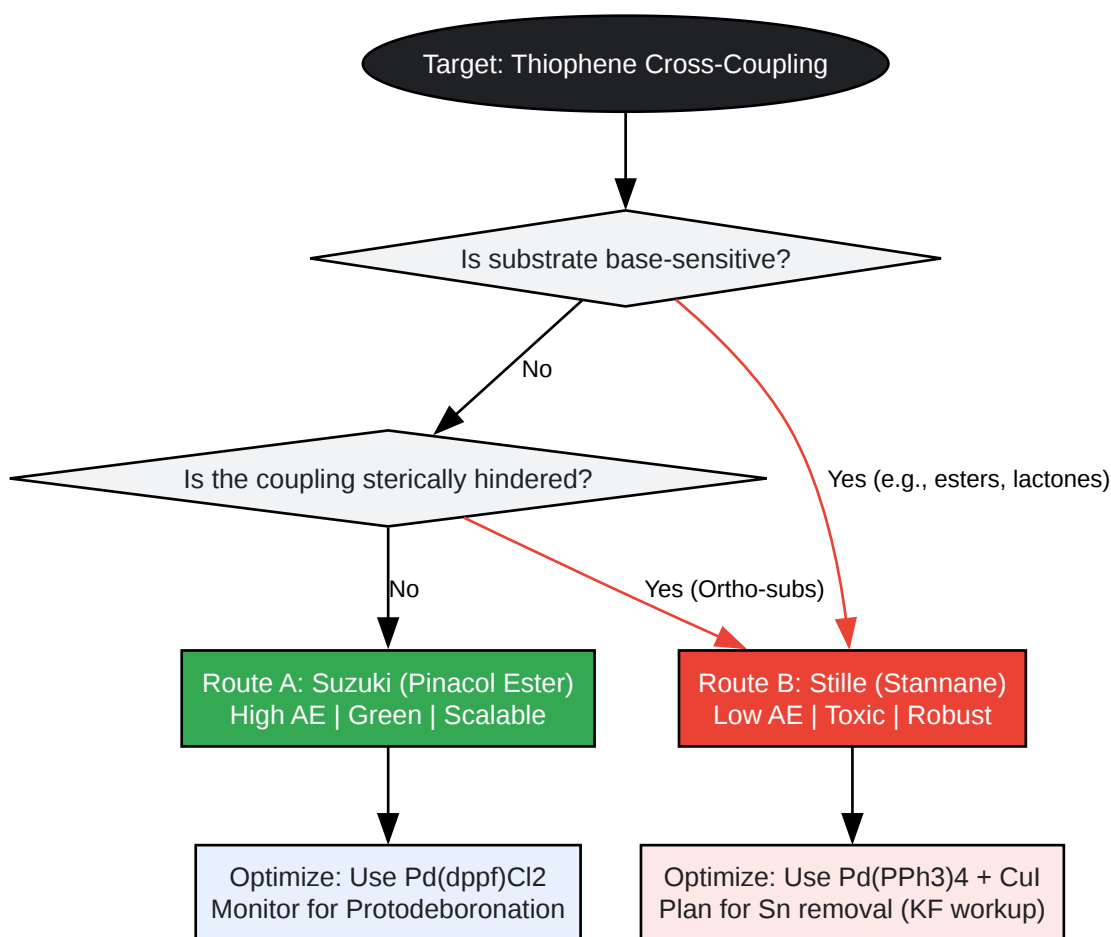 Target: Thiophene Cross-Coupling
Is substrate base-sensitive?
No
Is the coupling sterically hindered?
Yes (e.g., esters, lactones)
No
Yes (Ortho-subs)
Route A: Suzuki (Pinacol Ester)
High AE | Green | Scalable
Route B: Stille (Stannane)
Low AE | Toxic | Robust
Optimize: Use Pd(dppf)Cl2
Monitor for Protodeboronation
Optimize: Use Pd(PPh3)4 + CuI
Plan for Sn removal (KF workup)